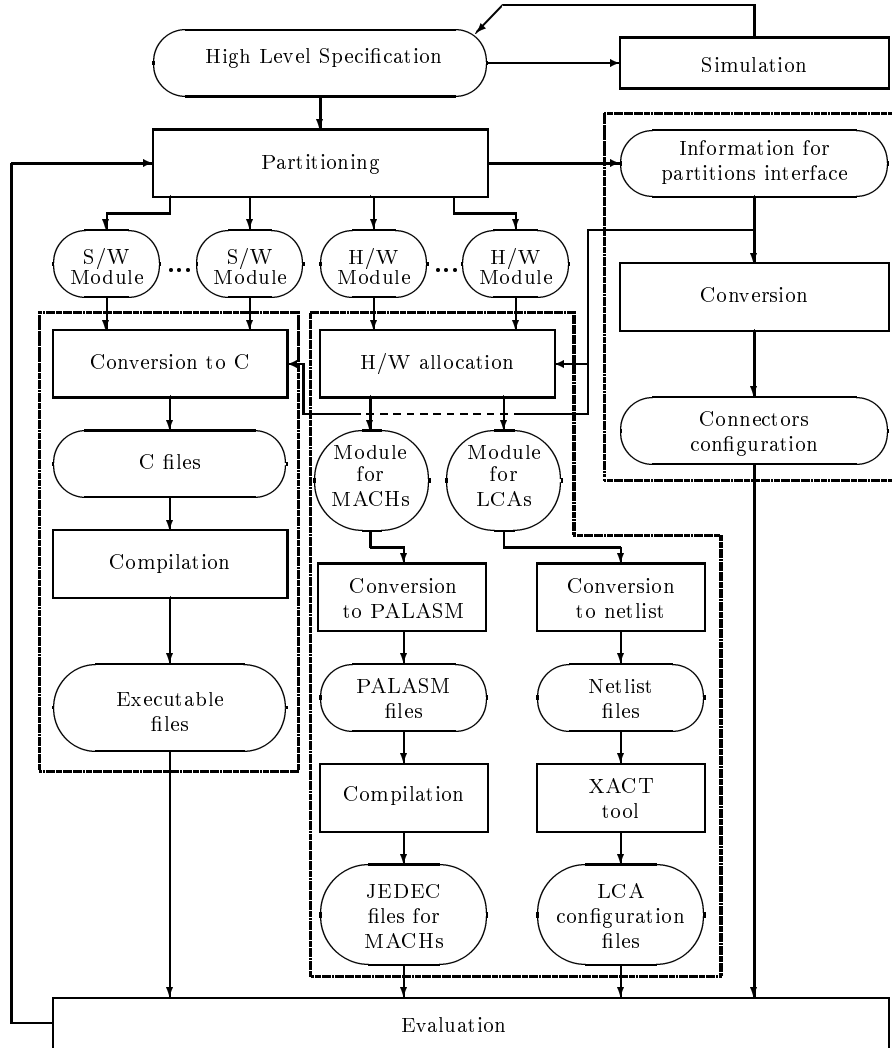 High Level Specification
Simulation
Partitioning
Information for
partitions interface
S/W
Module
...
S/W
Module
H/W
Module
...
H/W
Module
Conversion
Conversion to C
H/W allocation
Connectors
configuration
C files
Module
for
MACHs
Module
for
LCAs
Compilation
Conversion
to PALASM
Conversion
to netlist
Executable
files
PALASM
files
Netlist
files
Compilation
XACT
tool
JEDEC
files for
MACHs
LCA
configuration
files
Evaluation